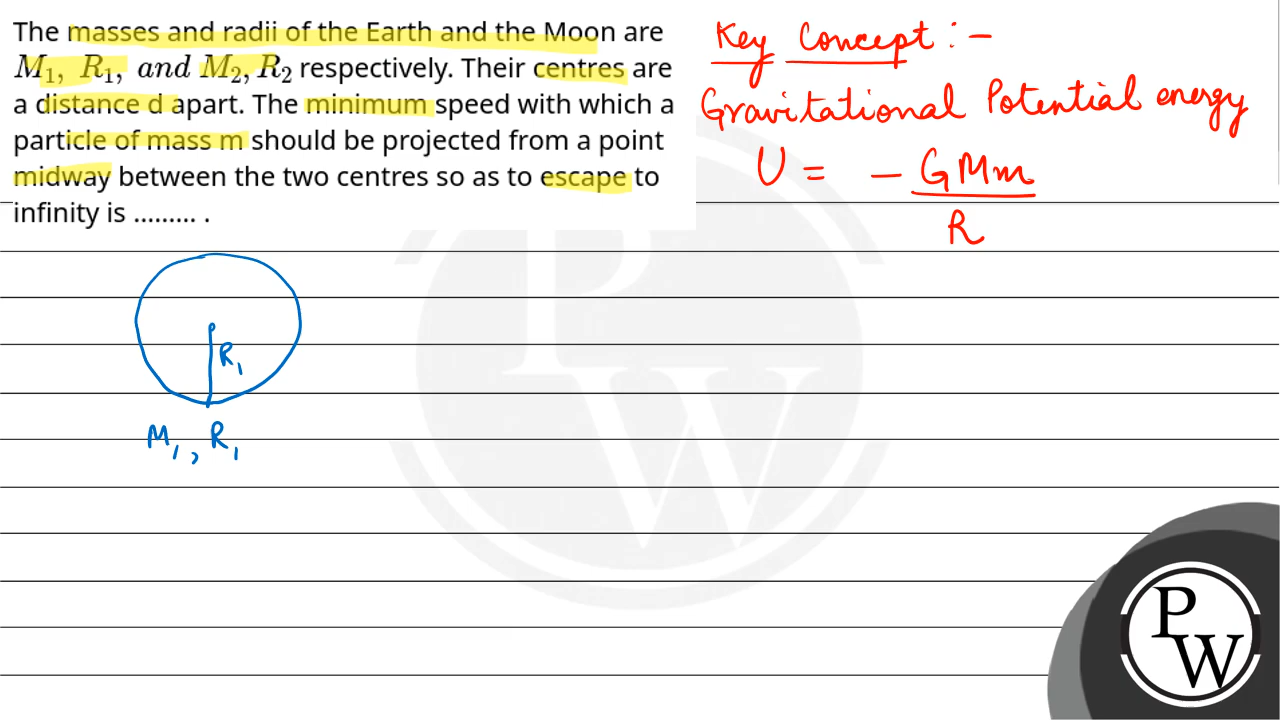 The masses and radii of the Earth and the Moon are
M₁, R₁, and M₂, R₂ respectively. Their centres are
a distance d apart. The minimum speed with which a
particle of mass m should be projected from a point
midway between the two centres so as to escape to
infinity is ......... .
Key Concept :-
Gravitational Potential energy
U = - GMm
R
R₁
M₁, R₁
P
W
P
W